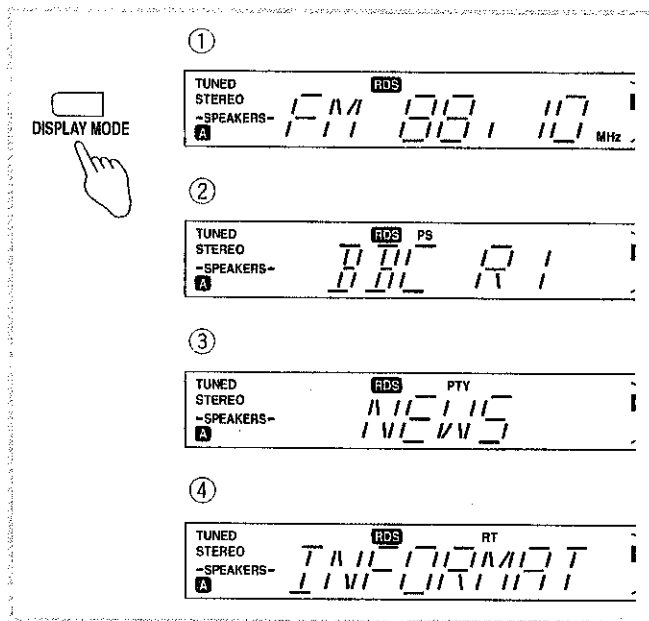 ①
TUNED RDS
STEREO
-SPEAKERS- FM 88. 10 MHz
A
DISPLAY MODE
②
TUNED RDS PS
STEREO
-SPEAKERS- BBC R1
A
③
TUNED RDS PTY
STEREO
-SPEAKERS- NEWS
A
④
TUNED RDS RT
STEREO
-SPEAKERS- INFORMAT
A